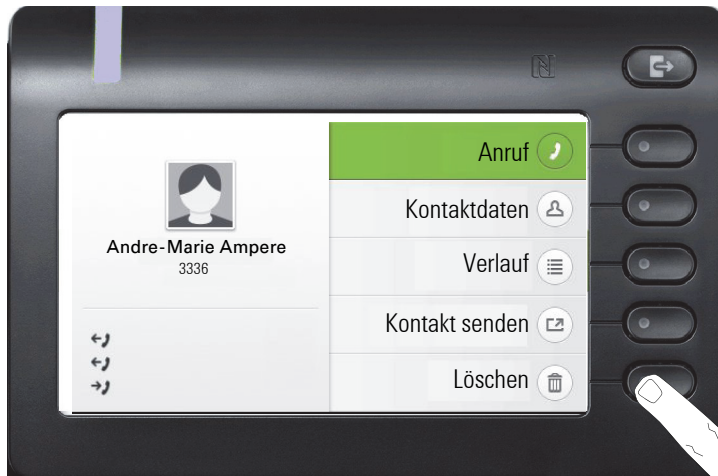 Andre-Marie Ampere
3336
Anruf
Kontaktdaten
Verlauf
Kontakt senden
Löschen